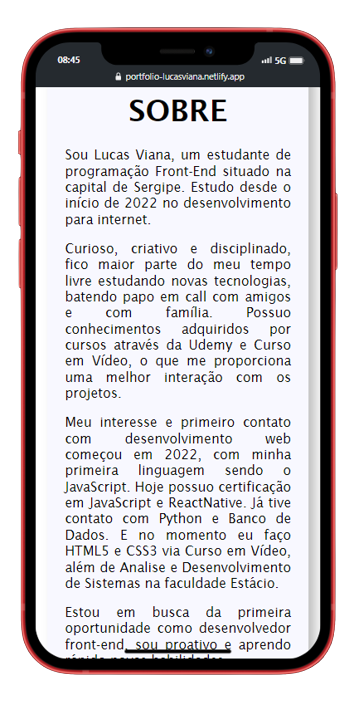 08:45
5G
portfolio-lucasviana.netlify.app
SOBRE
Sou Lucas Viana, um estudante de
programação Front-End situado na
capital de Sergipe. Estudo desde o
início de 2022 no desenvolvimento
para internet.
Curioso, criativo e disciplinado,
fico maior parte do meu tempo
livre estudando novas tecnologias,
batendo papo em call com amigos
e com família. Possuo
conhecimentos adquiridos por
cursos através da Udemy e Curso
em Vídeo, o que me proporciona
uma melhor interação com os
projetos.
Meu interesse e primeiro contato
com desenvolvimento web
começou em 2022, com minha
primeira linguagem sendo o
JavaScript. Hoje possuo certificação
em JavaScript e ReactNative. Já tive
contato com Python e Banco de
Dados. E no momento eu faço
HTML5 e CSS3 via Curso em Vídeo,
além de Analise e Desenvolvimento
de Sistemas na faculdade Estácio.
Estou em busca da primeira
oportunidade como desenvolvedor
front-end, sou proativo e aprendo
rápido novas habilidades